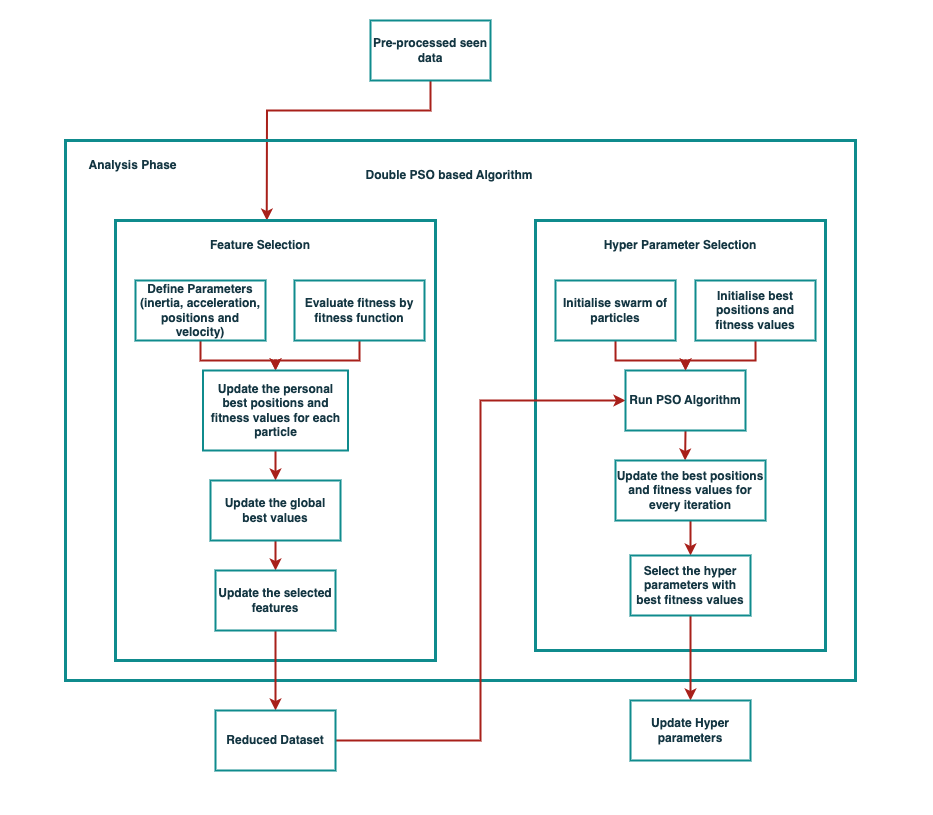 Pre-processed seen
data
Analysis Phase
Double PSO based Algorithm
Feature Selection
Define Parameters
(inertia, acceleration,
positions and
velocity)
Evaluate fitness by
fitness function
Update the personal
best positions and
fitness values for each
particle
Update the global
best values
Update the selected
features
Reduced Dataset
Hyper Parameter Selection
Initialise swarm of
particles
Initialise best
positions and
fitness values
Run PSO Algorithm
Update the best positions
and fitness values for
every iteration
Select the hyper
parameters with
best fitness values
Update Hyper
parameters